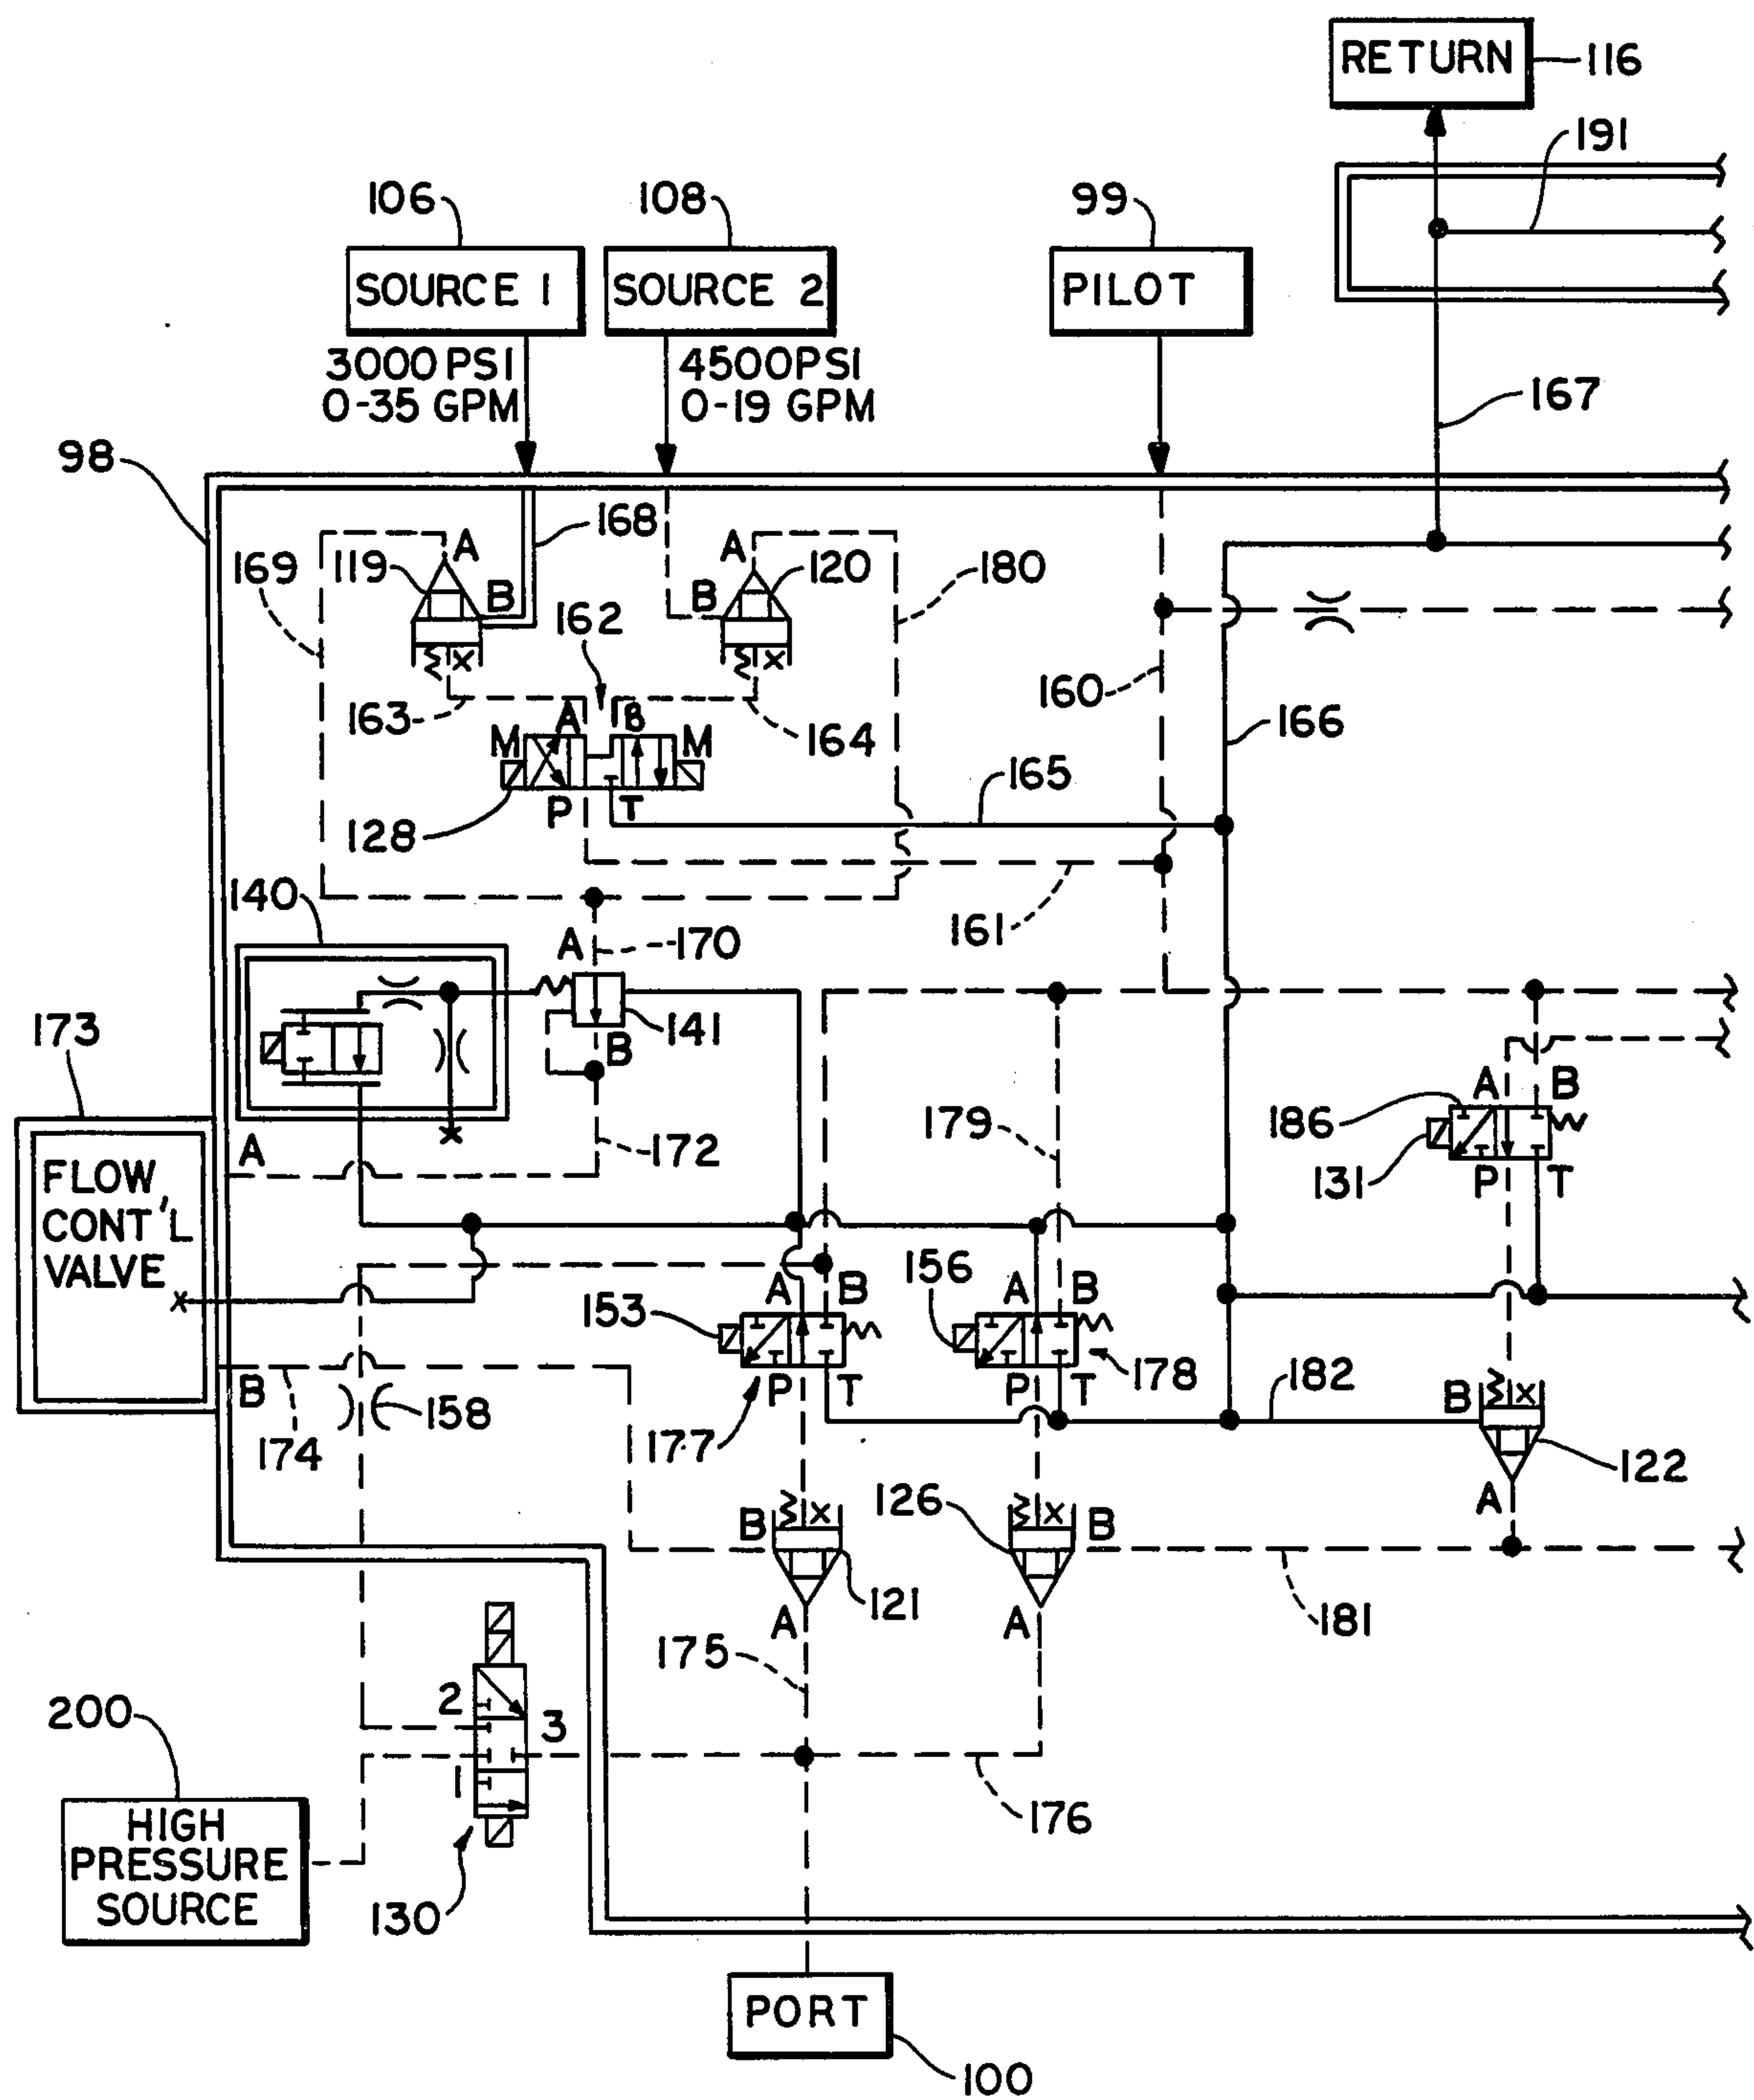 RETURN
116
191
106
108
99
SOURCE 1
SOURCE 2
PILOT
3000 PSI
0-35 GPM
4500PSI
0-19 GPM
167
98
168
A
A
169
119
120
180
B
B
162
X
X
160
163
A
B
164
166
M
M
165
P
T
128
140
161
A
170
173
141
B
179
A
B
186
172
A
131
P
T
FLOW
CONT'L
VALVE
X
156
A
B
A
B
153
178
182
P
T
P
T
B
X
B
158
177
174
122
126
A
B
X
X
B
121
A
A
181
175
200
2
3
1
176
HIGH
PRESSURE
SOURCE
130
PORT
100